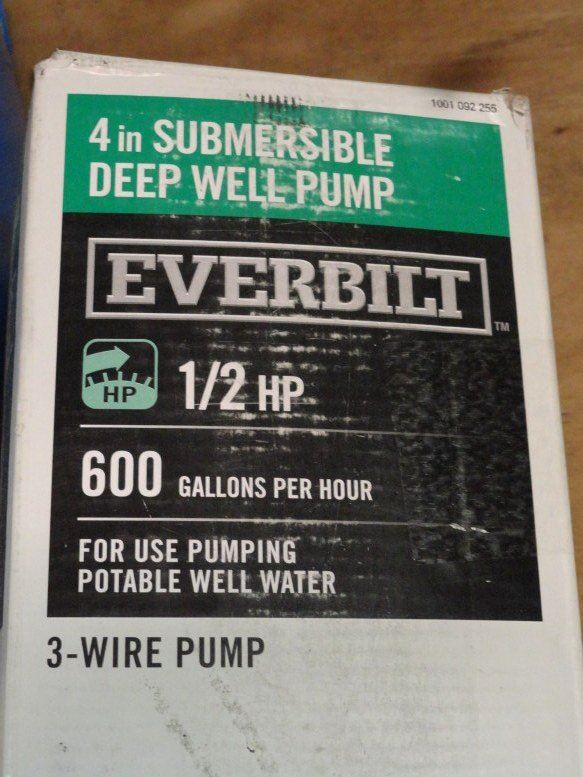 1001 092 255
4 in SUBMERSIBLE
DEEP WELL PUMP
EVERBILT TM
HP
1/2 HP
600 GALLONS PER HOUR
FOR USE PUMPING
POTABLE WELL WATER
3-WIRE PUMP